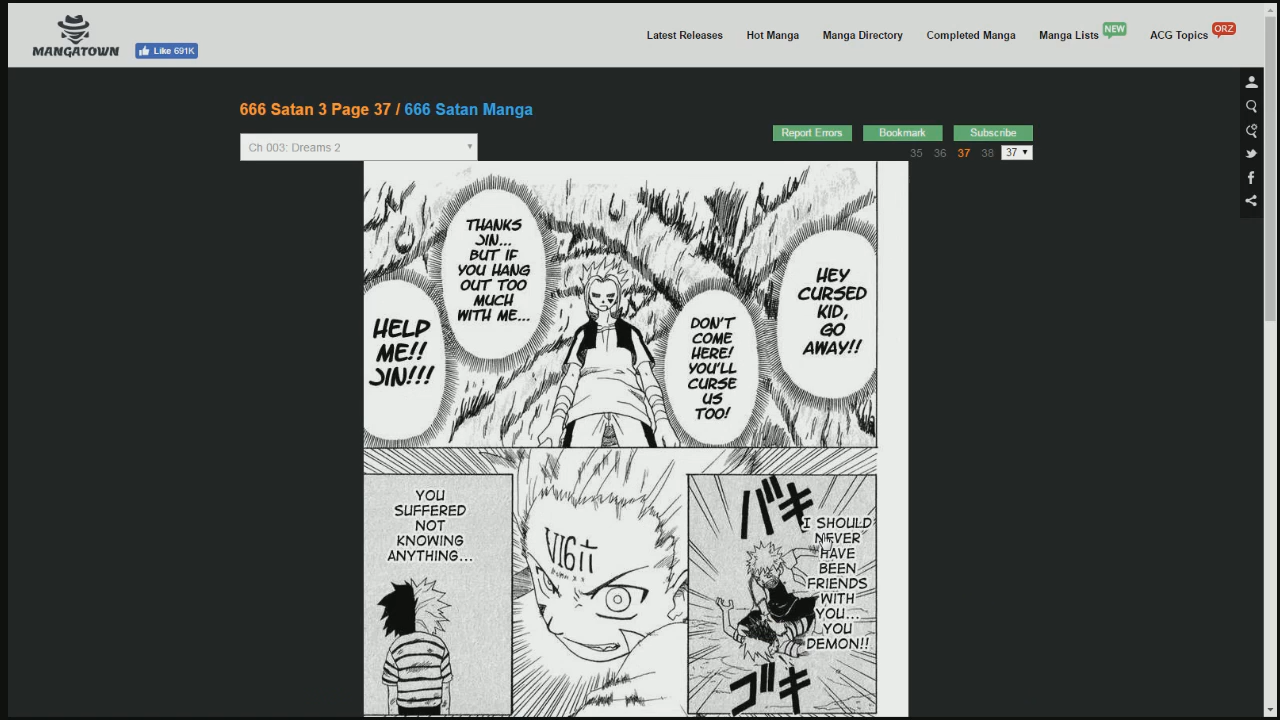 MANGATOWN
Like 691K
Latest Releases
Hot Manga
Manga Directory
Completed Manga
Manga Lists
NEW
ACG Topics
ORZ
666 Satan 3 Page 37 / 666 Satan Manga
Report Errors
Bookmark
Subscribe
Ch 003: Dreams 2
35 36 37 38 37
HEY
CURSED
KID,
GO
AWAY!!
DON'T
COME
HERE!
YOU'LL
CURSE
US
TOO!
THANKS
JIN...
BUT IF
YOU HANG
OUT TOO
MUCH
WITH ME...
HELP
ME!!
JIN!!!
バキ
I SHOULD
NEVER
HAVE
BEEN
FRIENDS
WITH
YOU...
YOU
DEMON!!
ゴキ
YOU
SUFFERED
NOT
KNOWING
ANYTHING...